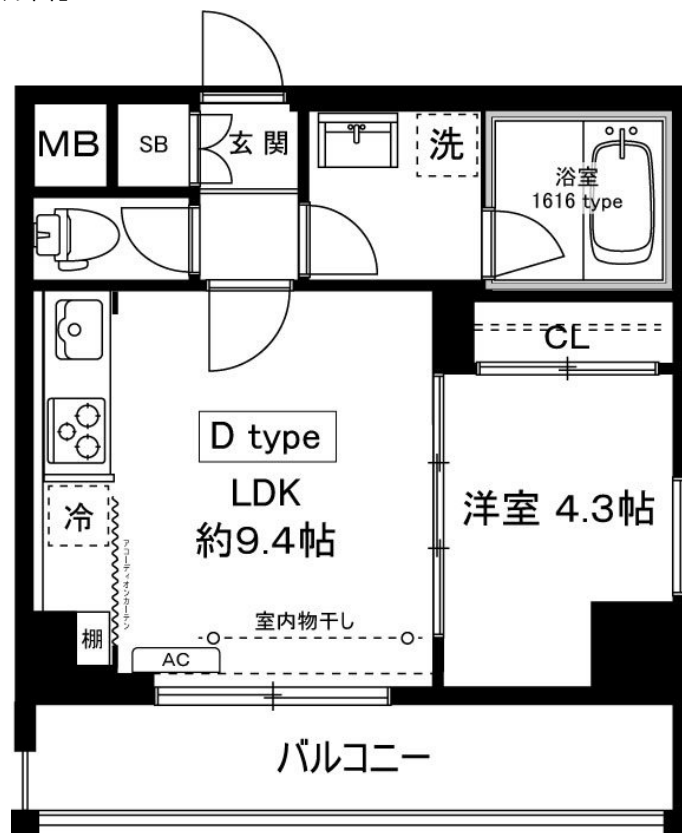 MB
SB
玄関
洗
浴室
1616 type
CL
D type
LDK
約9.4帖
洋室 4.3帖
冷
アコーディオンカーテン
棚
室内物干し
AC
バルコニー